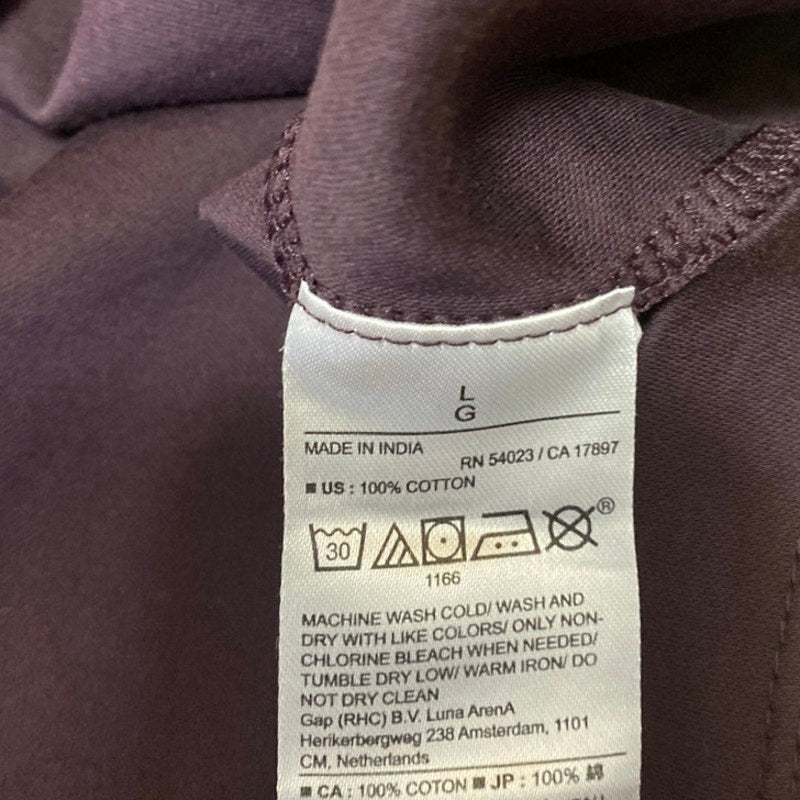 L
G
MADE IN INDIA
RN 54023 / CA 17897
US : 100% COTTON
30
®
1166
MACHINE WASH COLD/ WASH AND
DRY WITH LIKE COLORS/ ONLY NON-
CHLORINE BLEACH WHEN NEEDED/
TUMBLE DRY LOW/ WARM IRON/ DO
NOT DRY CLEAN
Gap (RHC) B.V. Luna ArenA
Herikerbergweg 238 Amsterdam, 1101
CM, Netherlands
CA : 100% COTON ■ JP : 100% 綿